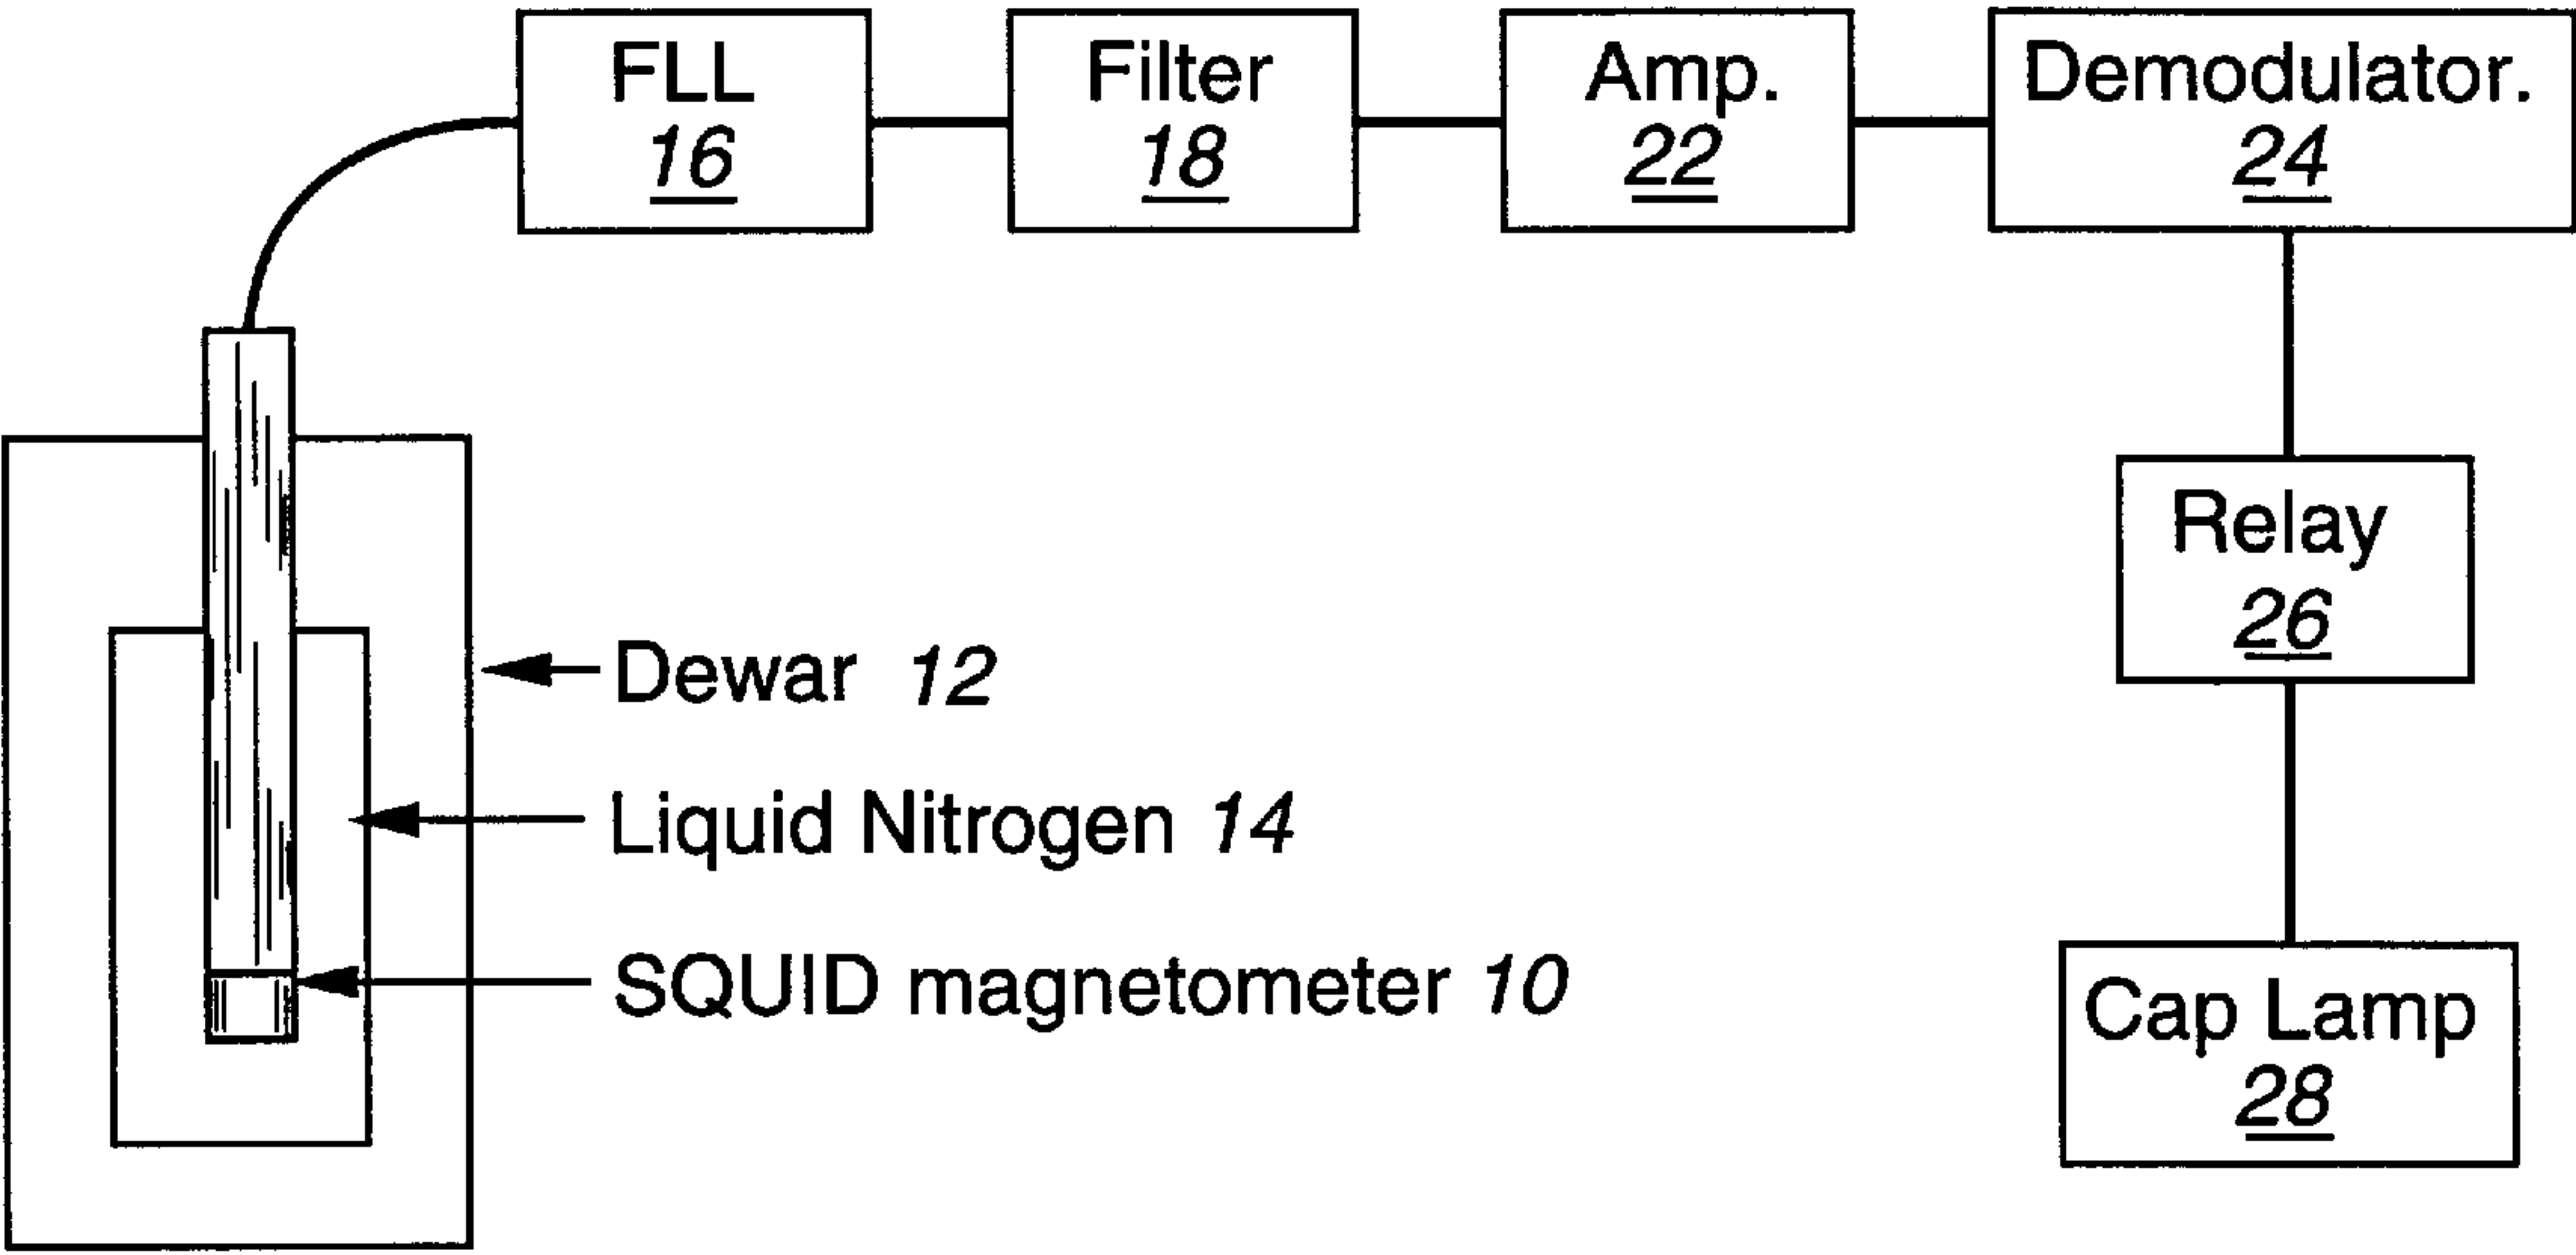 FLL
16
Filter
18
Amp.
22
Demodulator.
24
Relay
26
Dewar 12
Liquid Nitrogen 14
SQUID magnetometer 10
Cap Lamp
28